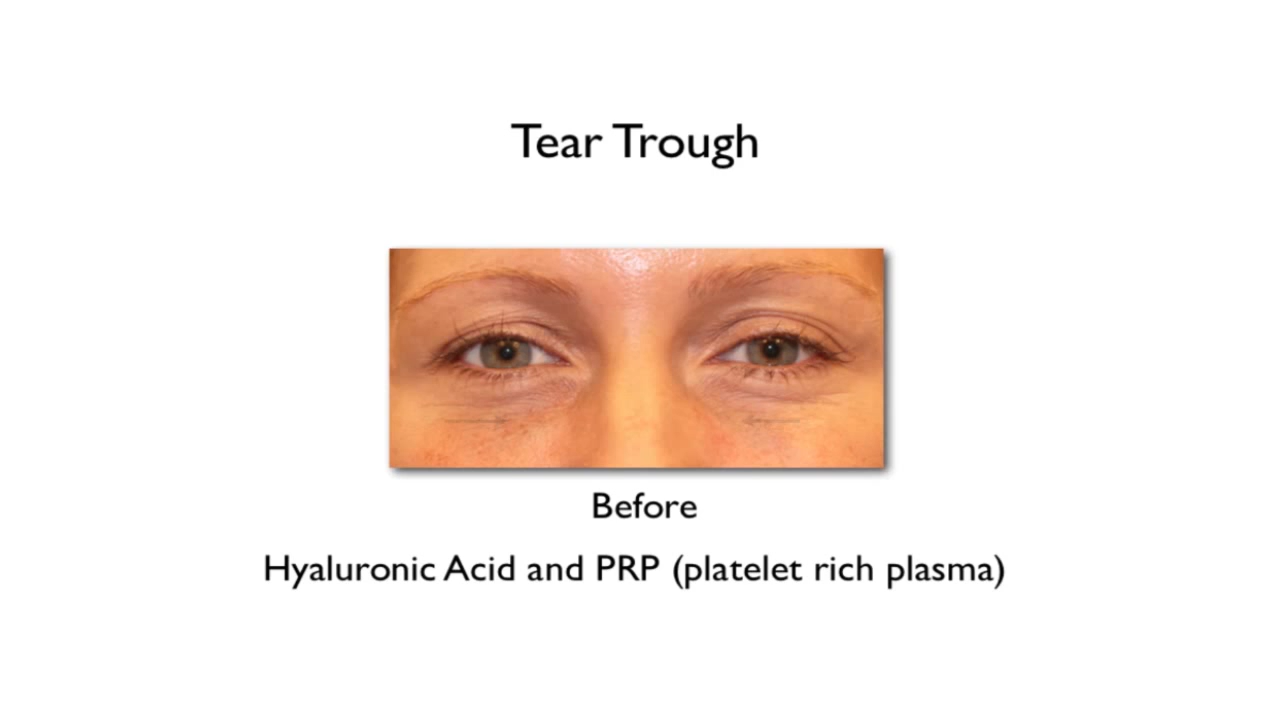 Tear Trough
Before
Hyaluronic Acid and PRP (platelet rich plasma)